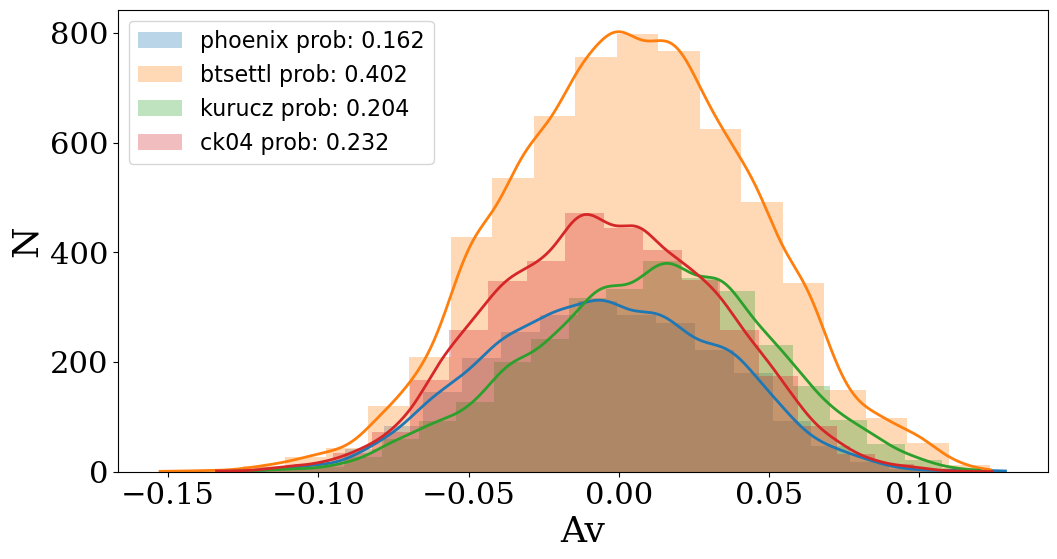 800
600
400
200
0
N
phoenix prob: 0.162
btsettl prob: 0.402
kurucz prob: 0.204
ck04 prob: 0.232
−0.15 −0.10 −0.05 0.00 0.05 0.10
Av